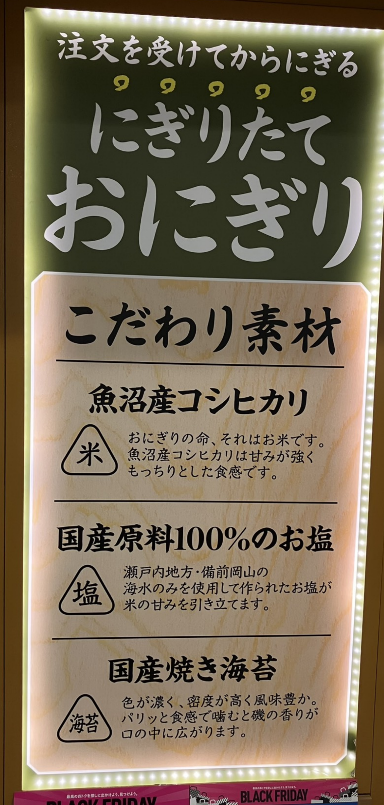 注文を受けてからにぎる
にぎりたて
おにぎり
こだわり素材
魚沼産コシヒカリ
米
おにぎりの命、それはお米です。
魚沼産コシヒカリは甘みが強く
もっちりとした食感です。
国産原料100%のお塩
塩
瀬戸内地方・備前岡山の
海水のみを使用して作られたお塩が
米の甘みを引き立てます。
国産焼き海苔
海苔
色が濃く、密度が高く風味豊か。
パリッと食感で噛むと磯の香りが
口の中に広がります。
BLACK FRIDAY
BLACK FRIDAY